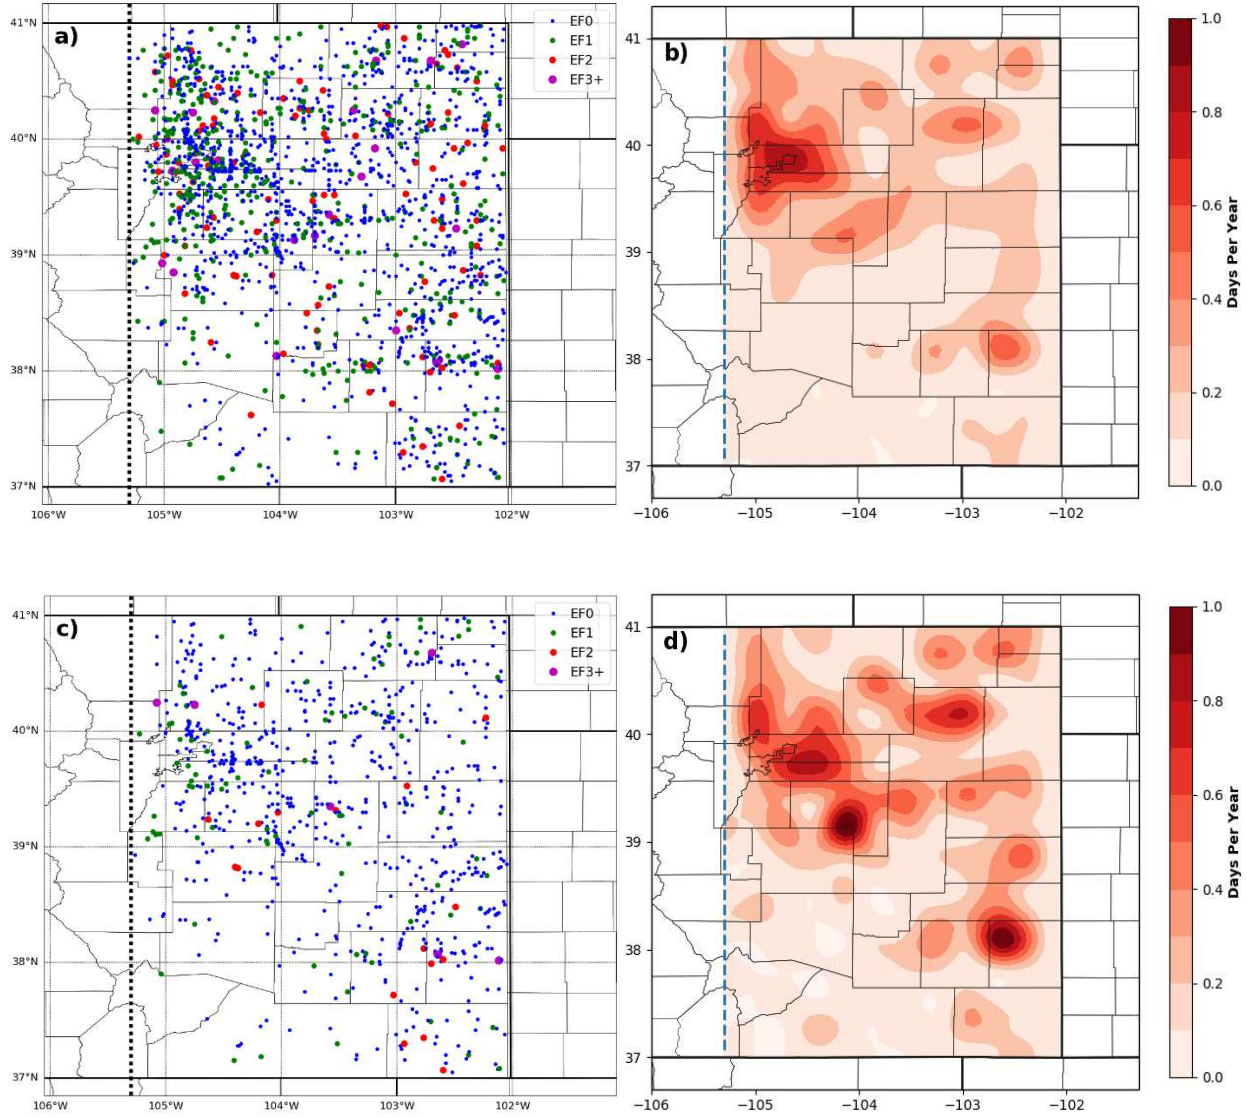 a)
EF0
EF1
EF2
EF3+
41°N
40°N
39°N
38°N
37°N
106°W
105°W
104°W
103°W
102°W
b)
41
40
39
38
37
−106
−105
−104
−103
−102
1.0
0.8
0.6
0.4
0.2
0.0
Days Per Year
c)
EF0
EF1
EF2
EF3+
41°N
40°N
39°N
38°N
37°N
106°W
105°W
104°W
103°W
102°W
d)
41
40
39
38
37
−106
−105
−104
−103
−102
1.0
0.8
0.6
0.4
0.2
0.0
Days Per Year